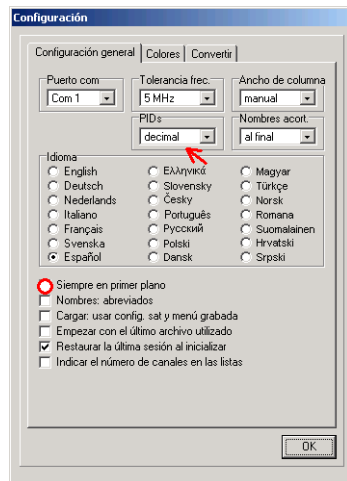 Configuración
Configuración general Colores Convertir
Puerto com Tolerancia frec. Ancho de columna
Com 1 5 MHz manual
PIDs Nombres acort.
decimal al final
Idioma
English Ελληνικά Magyar
Deutsch Slovensky Türkçe
Nederlands Česky Norsk
Italiano Português Romana
Français Русский Suomalainen
Svenska Polski Hrvatski
Español Dansk Srpski
Siempre en primer plano
Nombres: abreviados
Cargar: usar config. sat y menú grabada
Empezar con el último archivo utilizado
Restaurar la última sesión al inicializar
Indicar el número de canales en las listas
OK